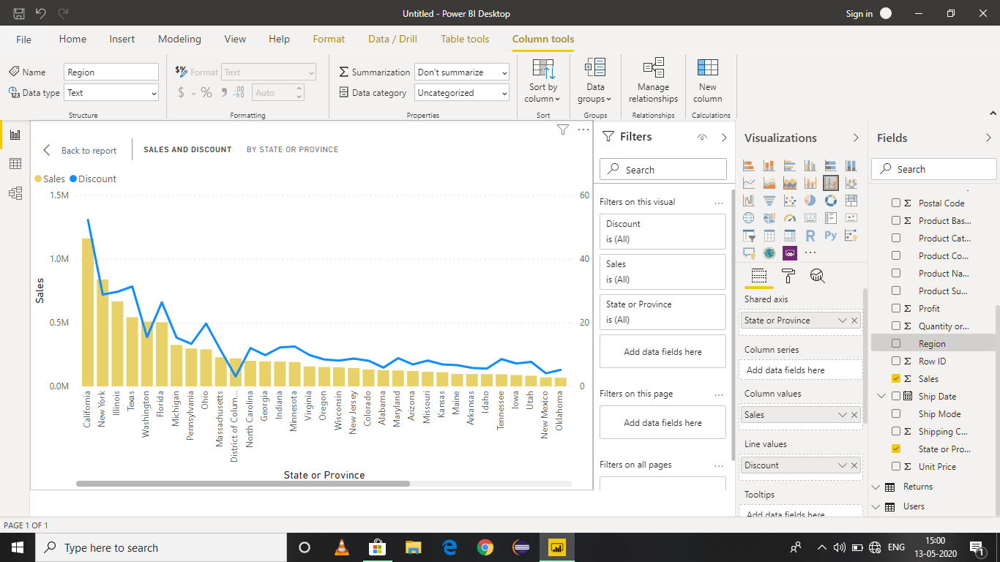 Untitled - Power BI Desktop
Sign in
File
Home
Insert
Modeling
View
Help
Format
Data / Drill
Table tools
Column tools
Name
Region
Data type
Text
Structure
$% Format
Text
$
%
Auto
Formatting
Summarization
Don't summarize
Data category
Uncategorized
Properties
Sort by
column
Sort
Data
groups
Groups
Manage
relationships
Relationships
New
column
Calculations
Back to report
SALES AND DISCOUNT
BY STATE OR PROVINCE
Sales
Discount
1.5M
1.0M
0.5M
0.0M
60
40
20
0
Sales
California
New York
Illinois
Texas
Washington
Florida
Michigan
Pennsylvania
Ohio
Massachusetts
District of Colum...
North Carolina
Georgia
Indiana
Minnesota
Virginia
Oregon
Wisconsin
New Jersey
Colorado
Alabama
Maryland
Arizona
Missouri
Kansas
Maine
Arkansas
Idaho
Tennessee
Iowa
Utah
New Mexico
Oklahoma
State or Province
Filters
Search
Filters on this visual
Discount
is (All)
Sales
is (All)
State or Province
is (All)
Add data fields here
Filters on this page
Add data fields here
Filters on all pages
Visualizations
R
Py
Shared axis
State or Province
Column series
Add data fields here
Column values
Sales
Line values
Discount
Tooltips
Add data fields here
Fields
Search
Postal Code
Product Bas...
Product Cat...
Product Co...
Product Na...
Product Su...
Profit
Quantity or...
Region
Row ID
Sales
Ship Date
Ship Mode
Shipping C...
State or Pro...
Unit Price
Returns
Users
PAGE 1 OF 1
Type here to search
ENG
15:00
13-05-2020
1